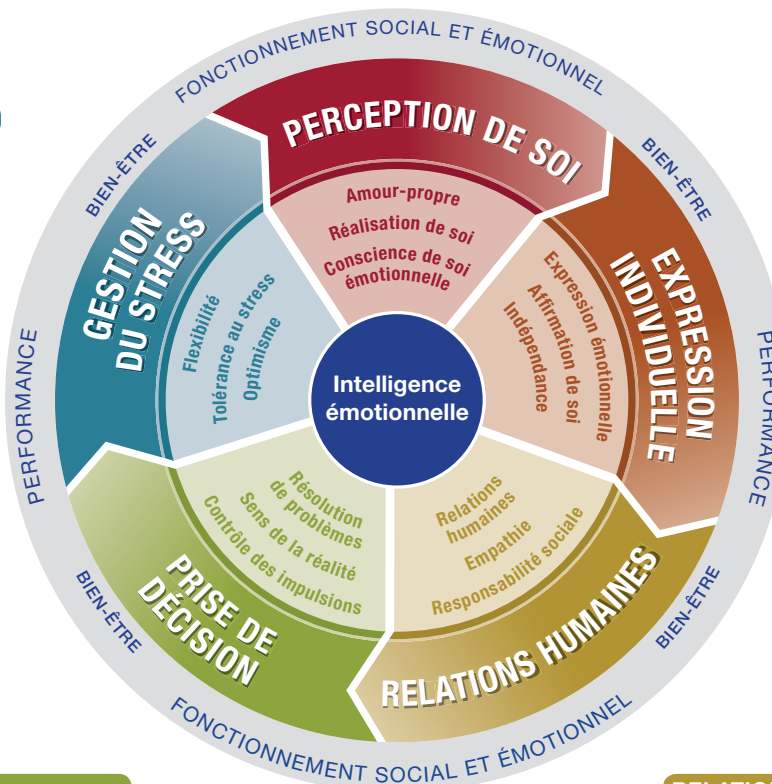 FONCTIONNEMENT SOCIAL ET ÉMOTIONNEL
BIEN-ÊTRE
BIEN-ÊTRE
PERFORMANCE
PERFORMANCE
PERCEPTION DE SOI
Amour-propre
Réalisation de soi
Conscience de soi
émotionnelle
EXPRESSION
INDIVIDUELLE
Expression émotionnelle
Affirmation de soi
Indépendance
GESTION
DU STRESS
Flexibilité
Tolérance au stress
Optimisme
Intelligence
émotionnelle
Résolution
de problèmes
Sens de la réalité
Contrôle des impulsions
PRISE DE
DÉCISION
Relations
humaines
Empathie
Responsabilité sociale
RELATIONS HUMAINES
BIEN-ÊTRE
BIEN-ÊTRE
FONCTIONNEMENT SOCIAL ET ÉMOTIONNEL